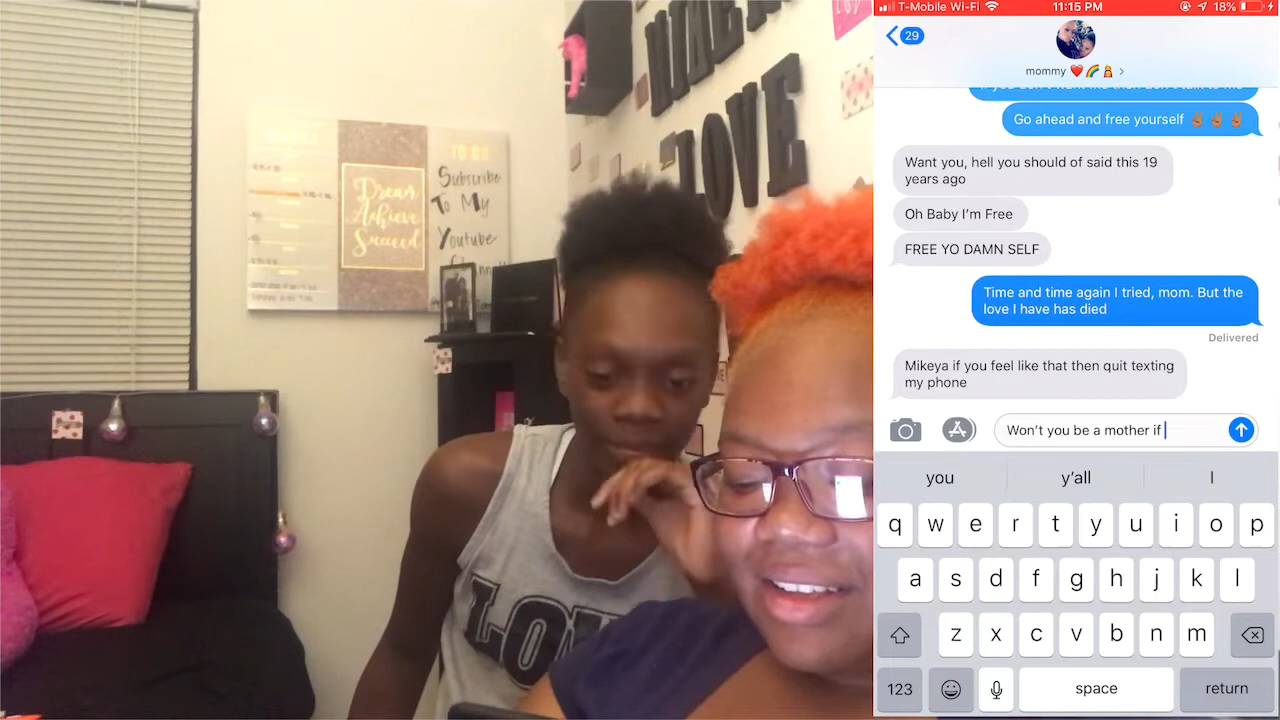 T-Mobile Wi-Fi 11:15 PM 18%
29
mommy ❤️🌈
Go ahead and free yourself ✌🏾✌🏾✌🏾
Want you, hell you should of said this 19
years ago
Oh Baby I'm Free
FREE YO DAMN SELF
Time and time again I tried, mom. But the
love I have has died
Delivered
Mikeya if you feel like that then quit texting
my phone
Won't you be a mother if
you y'all I
q w e r t y u i o p
a s d f g h j k l
z x c v b n m
123 space return
Dream
Achieve
Succeed
TO DO
Subscribe
To My
Youtube
LOVE
LOV